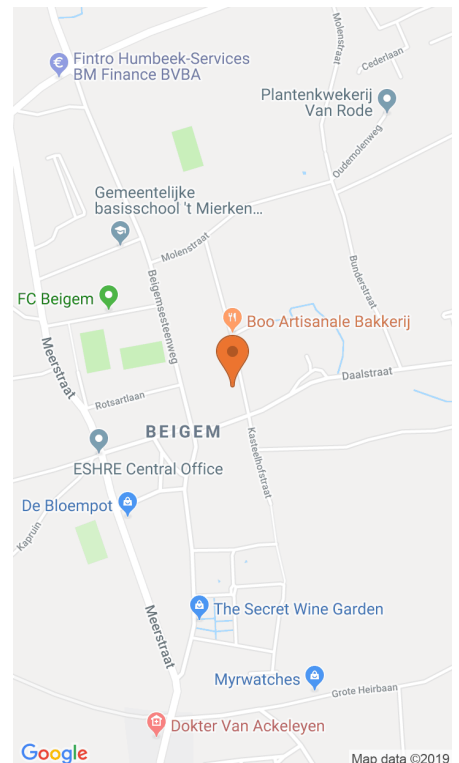 Molenstraat
Fintro Humbeek-Services
BM Finance BVBA
Cederlaan
Plantenkwekerij
Van Rode
Oudemolenweg
Gemeentelijke
basisschool 't Mierken...
Molenstraat
Bunderstraat
Beigemsesteenweg
FC Beigem
Boo Artisanale Bakkerij
Meerstraat
Daalstraat
Rotsartlaan
BEIGEM
Kasteelhofstraat
ESHRE Central Office
De Bloempot
Kapruin
Meerstraat
The Secret Wine Garden
Myrwatches
Grote Heirbaan
Dokter Van Ackeleyen
Google
Map data ©2019